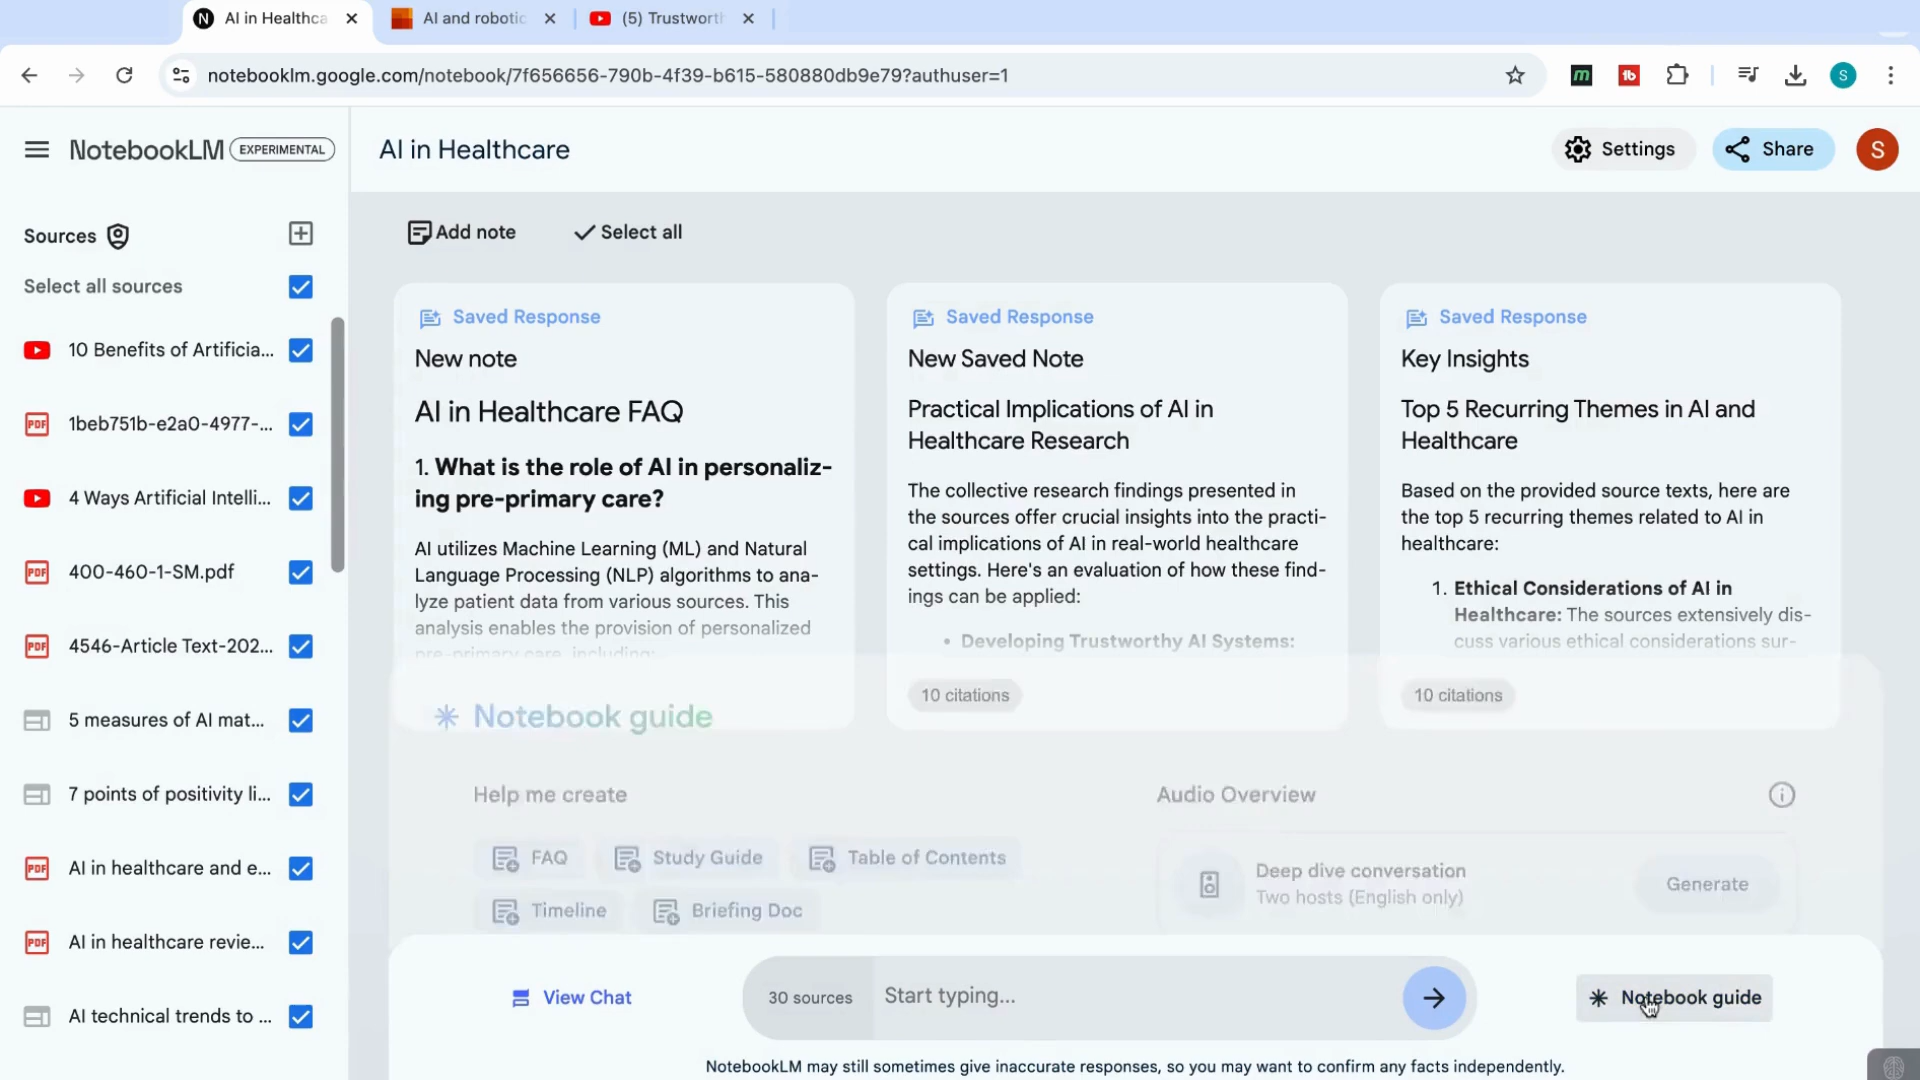 AI in Healthca
AI and robotic
(5) Trustworth
notebooklm.google.com/notebook/7f656656-790b-4f39-b615-580880db9e79?authuser=1
S
NotebookLM EXPERIMENTAL
AI in Healthcare
Settings
Share
S
Sources
Add note
Select all
Select all sources
10 Benefits of Artificia...
1beb751b-e2a0-4977-...
4 Ways Artificial Intelli...
400-460-1-SM.pdf
4546-Article Text-202...
5 measures of AI mat...
7 points of positivity li...
AI in healthcare and e...
AI in healthcare revie...
AI technical trends to ...
Saved Response
New note
AI in Healthcare FAQ
1. What is the role of AI in personaliz-
ing pre-primary care?
AI utilizes Machine Learning (ML) and Natural
Language Processing (NLP) algorithms to ana-
lyze patient data from various sources. This
analysis enables the provision of personalized
pre-primary care, including:
Saved Response
New Saved Note
Practical Implications of AI in
Healthcare Research
The collective research findings presented in
the sources offer crucial insights into the practi-
cal implications of AI in real-world healthcare
settings. Here's an evaluation of how these find-
ings can be applied:
• Developing Trustworthy AI Systems:
10 citations
Saved Response
Key Insights
Top 5 Recurring Themes in AI and
Healthcare
Based on the provided source texts, here are
the top 5 recurring themes related to AI in
healthcare:
1. Ethical Considerations of AI in
Healthcare: The sources extensively dis-
cuss various ethical considerations sur-
10 citations
Notebook guide
Help me create
FAQ
Study Guide
Table of Contents
Timeline
Briefing Doc
Audio Overview
Deep dive conversation
Two hosts (English only)
Generate
View Chat
30 sources
Start typing...
Notebook guide
NotebookLM may still sometimes give inaccurate responses, so you may want to confirm any facts independently.